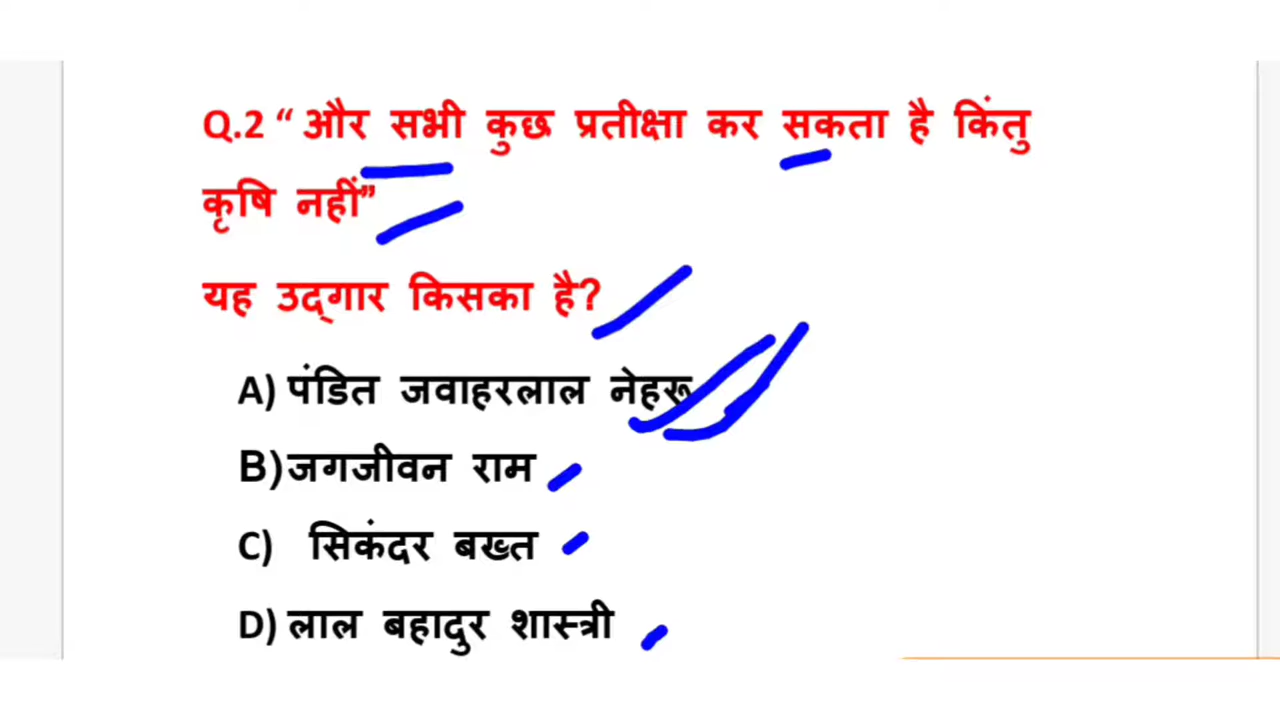 Q.2 “ और सभी कुछ प्रतीक्षा कर सकता है किंतु
कृषि नहीं”
यह उद्‌गार किसका है?
A) पंडित जवाहरलाल नेहरू
B)जगजीवन राम
C) सिकंदर बख्त
D) लाल बहादुर शास्त्री